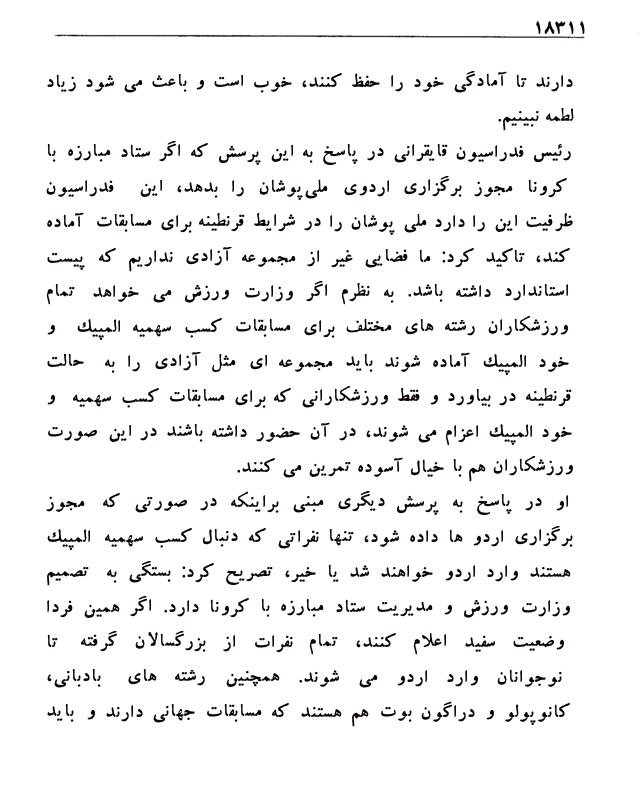 ۱۸۳۱۱
دارند تا آمادگی خود را حفظ کنند، خوب است و باعث می شود زیاد
لطمه نبینیم.
رئیس فدراسیون قایقرانی در پاسخ به این پرسش که اگر ستاد مبارزه با
کرونا مجوز برگزاری اردوی ملی‌پوشان را بدهد، این فدراسیون
ظرفیت این را دارد ملی پوشان را در شرایط قرنطینه برای مسابقات آماده
کند، تاکید کرد: ما فضایی غیر از مجموعه آزادی نداریم که پیست
استاندارد داشته باشد. به نظرم اگر وزارت ورزش می خواهد تمام
ورزشکاران رشته های مختلف برای مسابقات کسب سهمیه المپیک و
خود المپیک آماده شوند باید مجموعه ای مثل آزادی را به حالت
قرنطینه در بیاورد و فقط ورزشکارانی که برای مسابقات کسب سهمیه و
خود المپیک اعزام می شوند، در آن حضور داشته باشند در این صورت
ورزشکاران هم با خیال آسوده تمرین می کنند.
او در پاسخ به پرسش دیگری مبنی براینکه در صورتی که مجوز
برگزاری اردو ها داده شود، تنها نفراتی که دنبال کسب سهمیه المپیک
هستند وارد اردو خواهند شد یا خیر، تصریح کرد: بستگی به تصمیم
وزارت ورزش و مدیریت ستاد مبارزه با کرونا دارد. اگر همین فردا
وضعیت سفید اعلام کنند، تمام نفرات از بزرگسالان گرفته تا
نوجوانان وارد اردو می شوند. همچنین رشته های بادبانی،
کانوپولو و دراگون بوت هم هستند که مسابقات جهانی دارند و باید